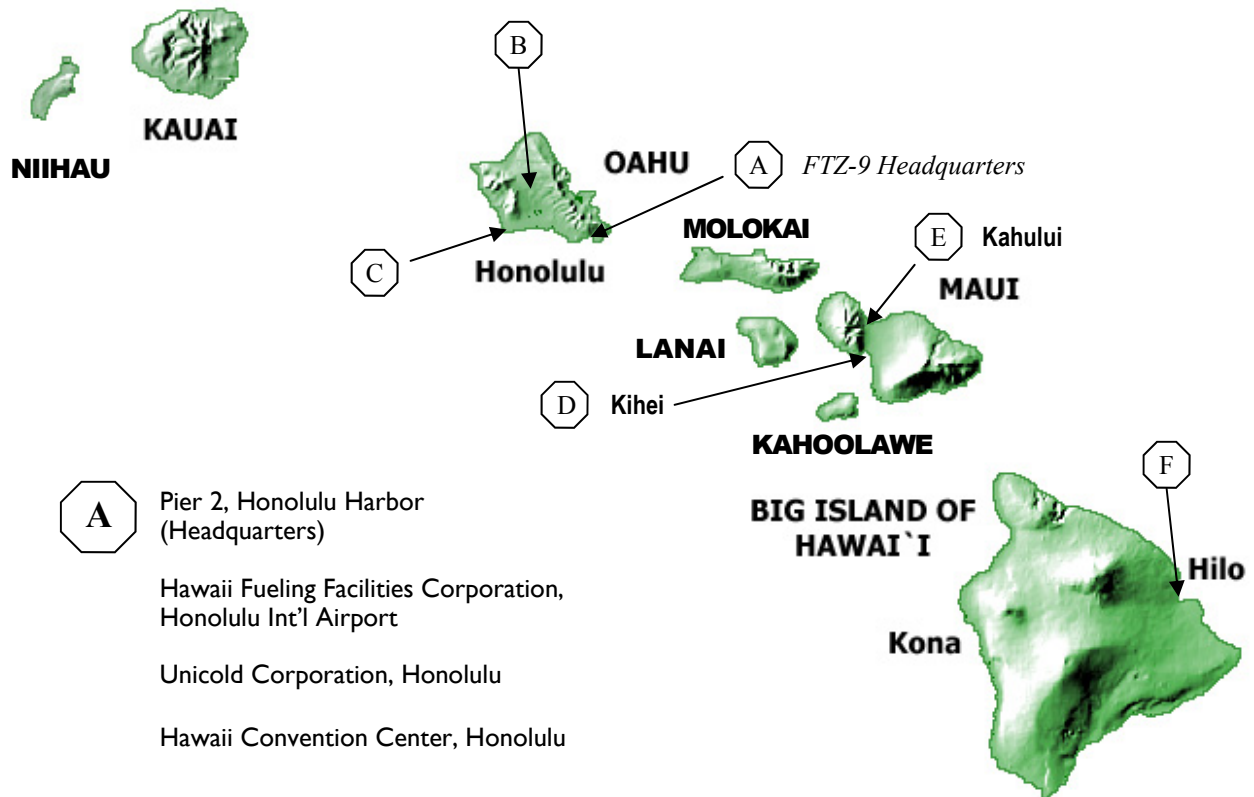 B
KAUAI
NIIHAU
OAHU
A FTZ-9 Headquarters
C
Honolulu
MOLOKAI
E Kahului
MAUI
LANAI
D Kihei
KAHOOLAWE
F
BIG ISLAND OF
HAWAI`I
Hilo
Kona
A
Pier 2, Honolulu Harbor
(Headquarters)
Hawaii Fueling Facilities Corporation,
Honolulu Int’l Airport
Unicold Corporation, Honolulu
Hawaii Convention Center, Honolulu